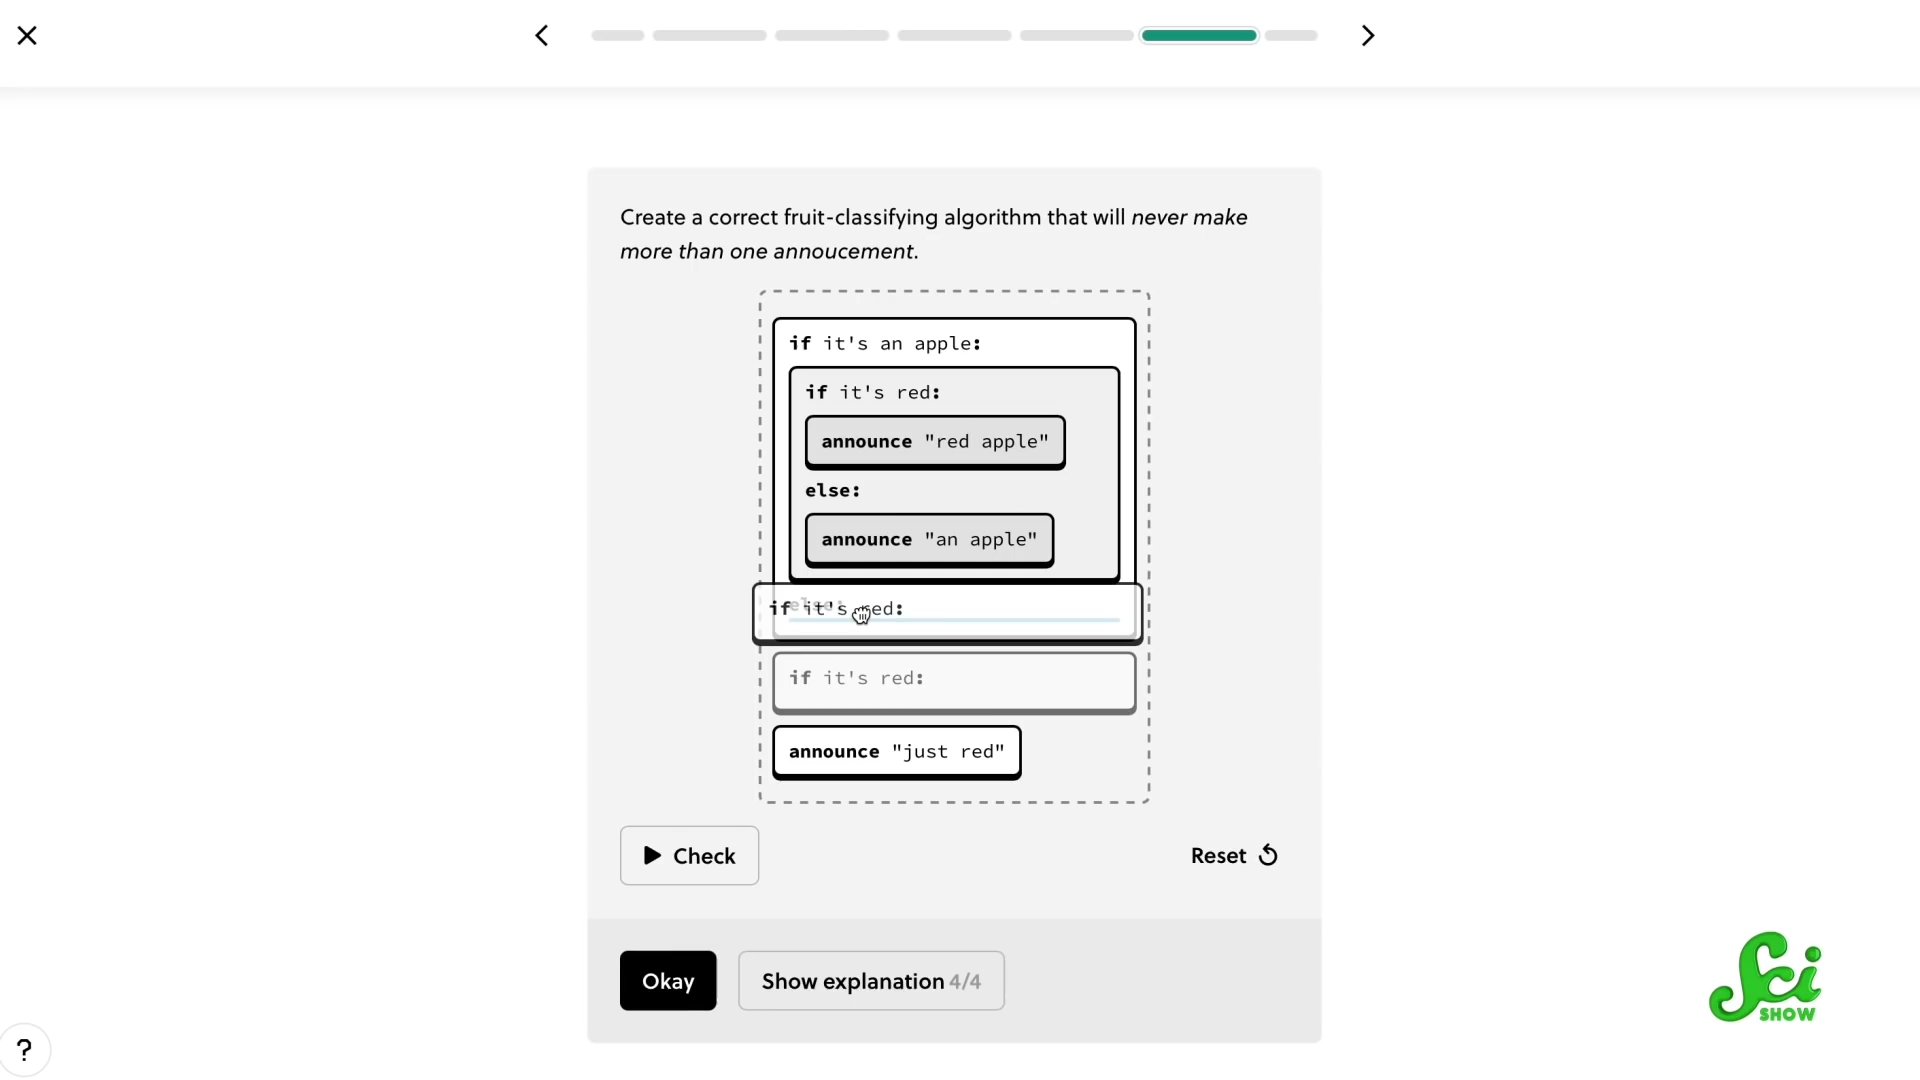 Create a correct fruit-classifying algorithm that will never make
more than one annoucement.
if it's an apple:
if it's red:
announce "red apple"
else:
announce "an apple"
else:
if it's red:
if it's red:
announce "just red"
Check
Reset
Okay
Show explanation 4/4
?
Sci
SHOW